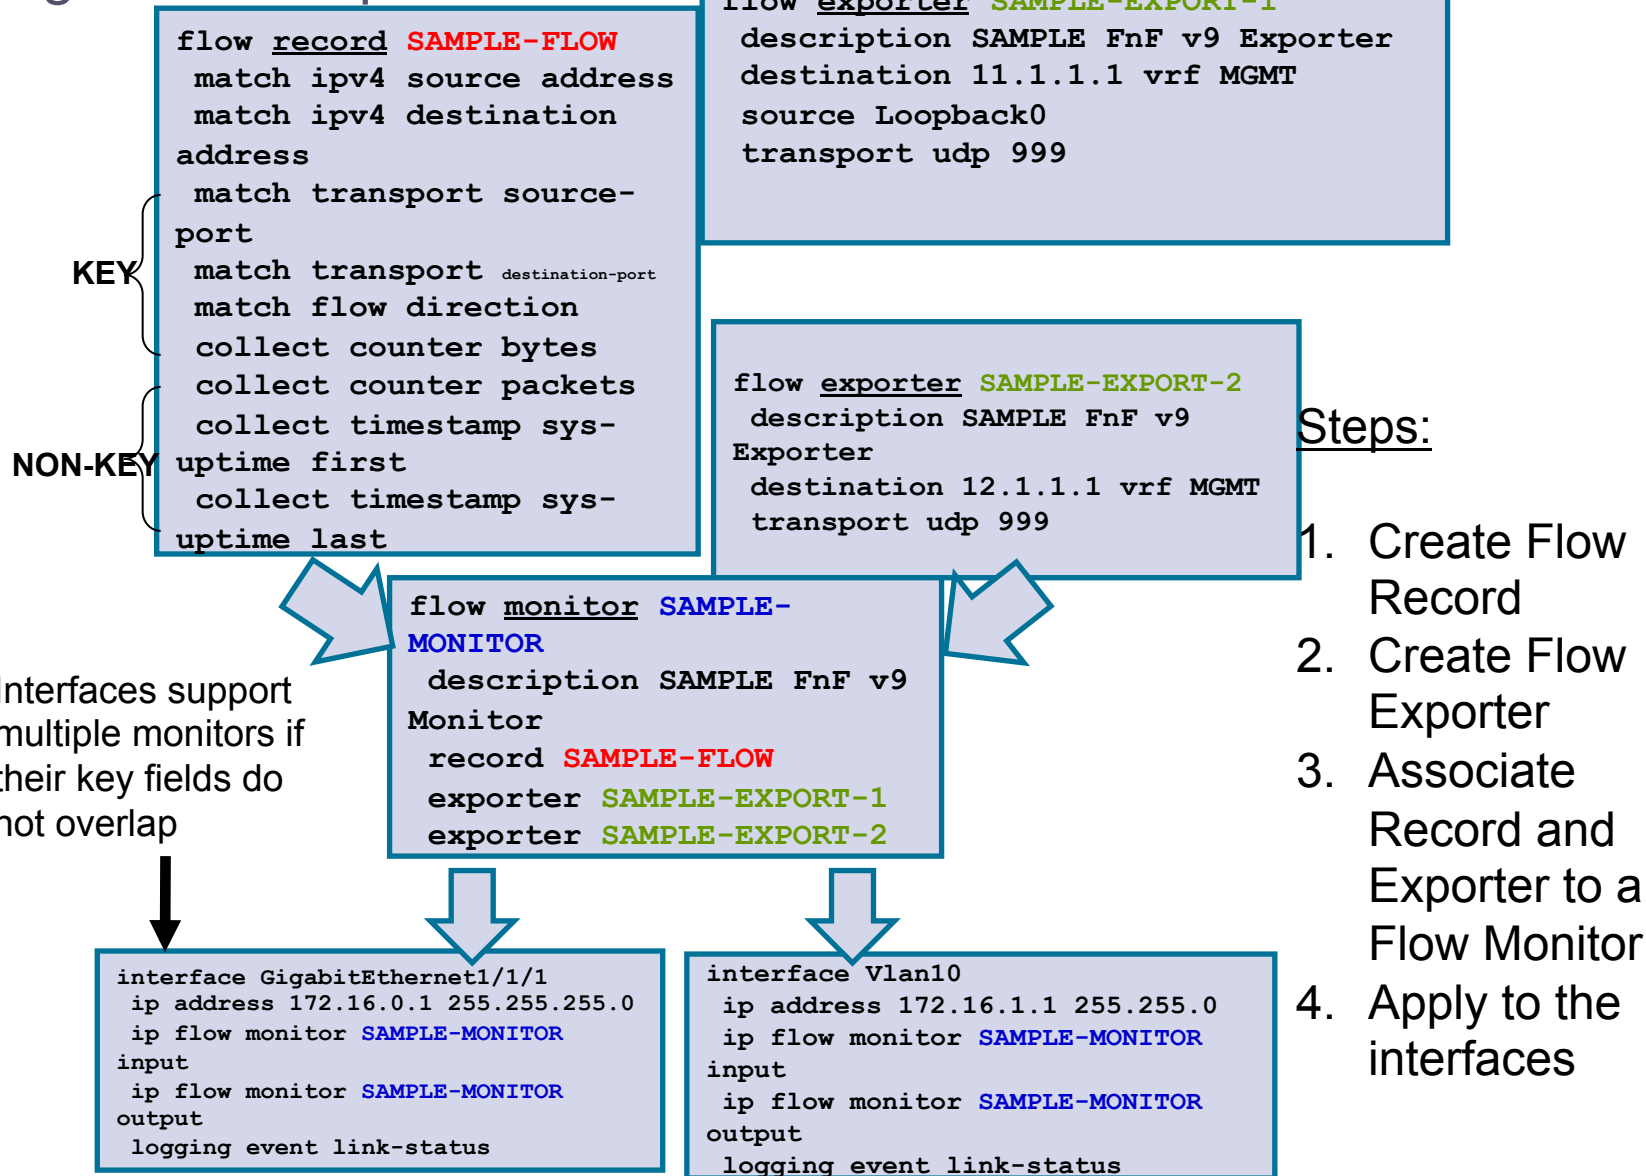 flow exporter SAMPLE-EXPORT-1
description SAMPLE FnF v9 Exporter
destination 11.1.1.1 vrf MGMT
source Loopback0
transport udp 999
flow record SAMPLE-FLOW
match ipv4 source address
match ipv4 destination
address
match transport source-
port
match transport destination-port
match flow direction
collect counter bytes
collect counter packets
collect timestamp sys-
uptime first
collect timestamp sys-
uptime last
KEY
NON-KEY
flow exporter SAMPLE-EXPORT-2
description SAMPLE FnF v9
Exporter
destination 12.1.1.1 vrf MGMT
transport udp 999
flow monitor SAMPLE-
MONITOR
description SAMPLE FnF v9
Monitor
record SAMPLE-FLOW
exporter SAMPLE-EXPORT-1
exporter SAMPLE-EXPORT-2
Interfaces support
multiple monitors if
their key fields do
not overlap
interface GigabitEthernet1/1/1
ip address 172.16.0.1 255.255.255.0
ip flow monitor SAMPLE-MONITOR
input
ip flow monitor SAMPLE-MONITOR
output
logging event link-status
interface Vlan10
ip address 172.16.1.1 255.255.0
ip flow monitor SAMPLE-MONITOR
input
ip flow monitor SAMPLE-MONITOR
output
logging event link-status
Steps:
1. Create Flow
Record
2. Create Flow
Exporter
3. Associate
Record and
Exporter to a
Flow Monitor
4. Apply to the
interfaces